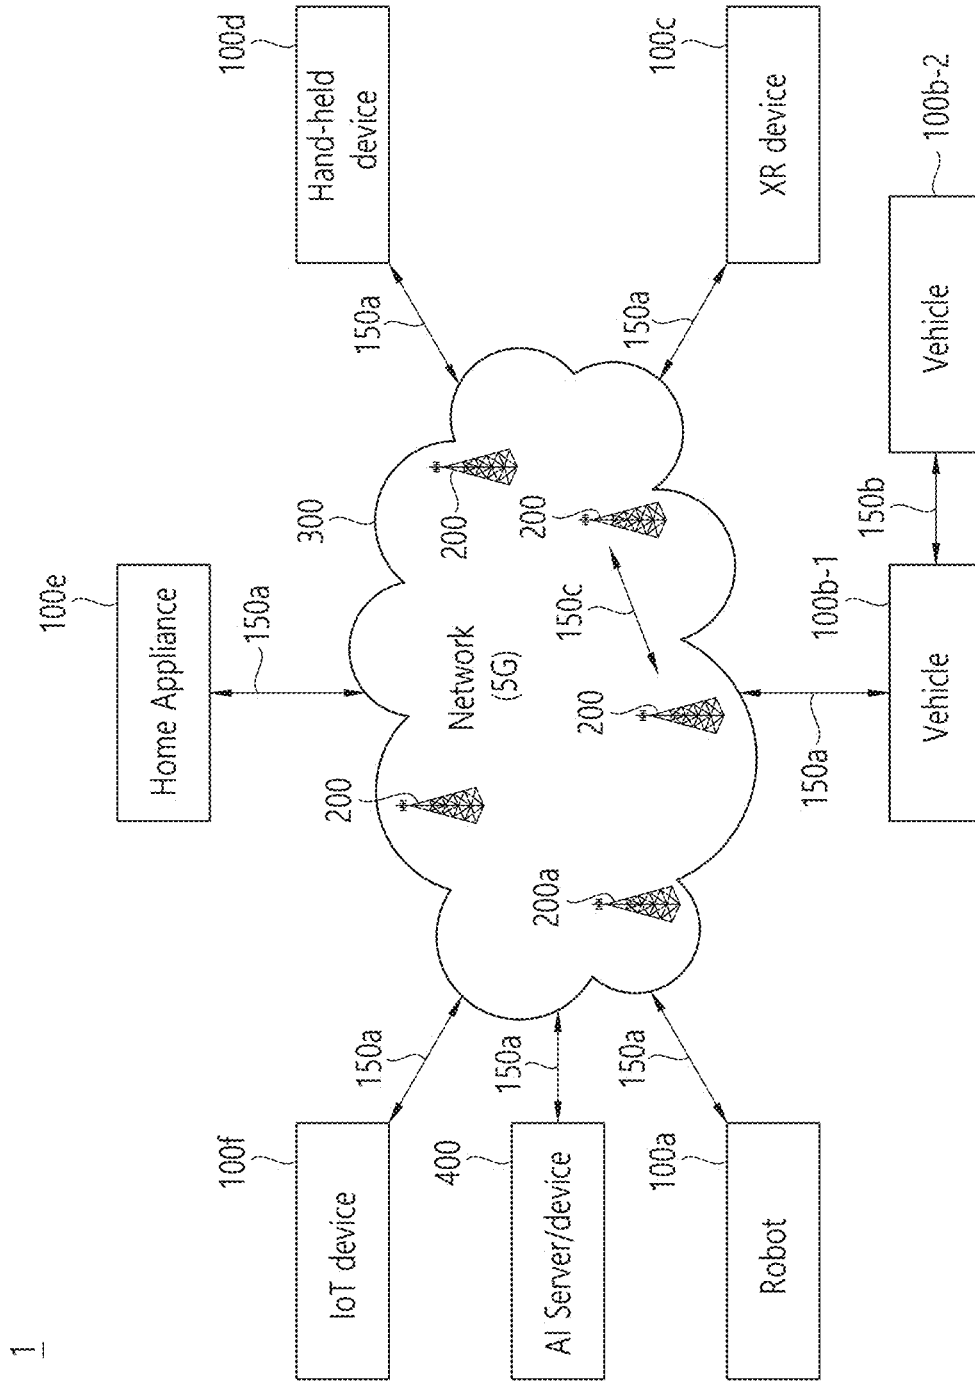 1
100e
Home Appliance
150a
100f
IoT device
150a
300
100d
Hand-held
device
150a
200
200
Network
(5G)
400
AI Server/device
150a
200a
200
200
150c
100a
Robot
150a
100c
XR device
150a
150a
100b-1
Vehicle
150b
100b-2
Vehicle